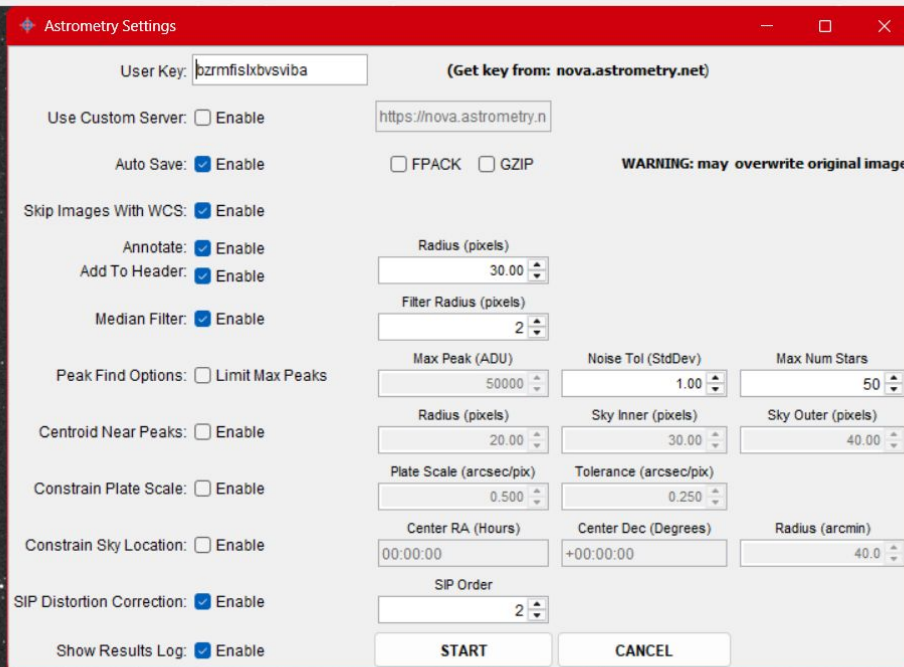 Astrometry Settings
User Key: bzrmfislxbvsviba (Get key from: nova.astrometry.net)
Use Custom Server: Enable https://nova.astrometry.n
Auto Save: Enable FPACK GZIP WARNING: may overwrite original image
Skip Images With WCS: Enable
Annotate: Enable Radius (pixels)
Add To Header: Enable 30.00
Filter Radius (pixels)
Median Filter: Enable 2
Max Peak (ADU) Noise Tol (StdDev) Max Num Stars
Peak Find Options: Limit Max Peaks 50000 1.00 50
Radius (pixels) Sky Inner (pixels) Sky Outer (pixels)
Centroid Near Peaks: Enable 20.00 30.00 40.00
Plate Scale (arcsec/pix) Tolerance (arcsec/pix)
Constrain Plate Scale: Enable 0.500 0.250
Center RA (Hours) Center Dec (Degrees) Radius (arcmin)
Constrain Sky Location: Enable 00:00:00 +00:00:00 40.0
SIP Order
SIP Distortion Correction: Enable 2
Show Results Log: Enable START CANCEL